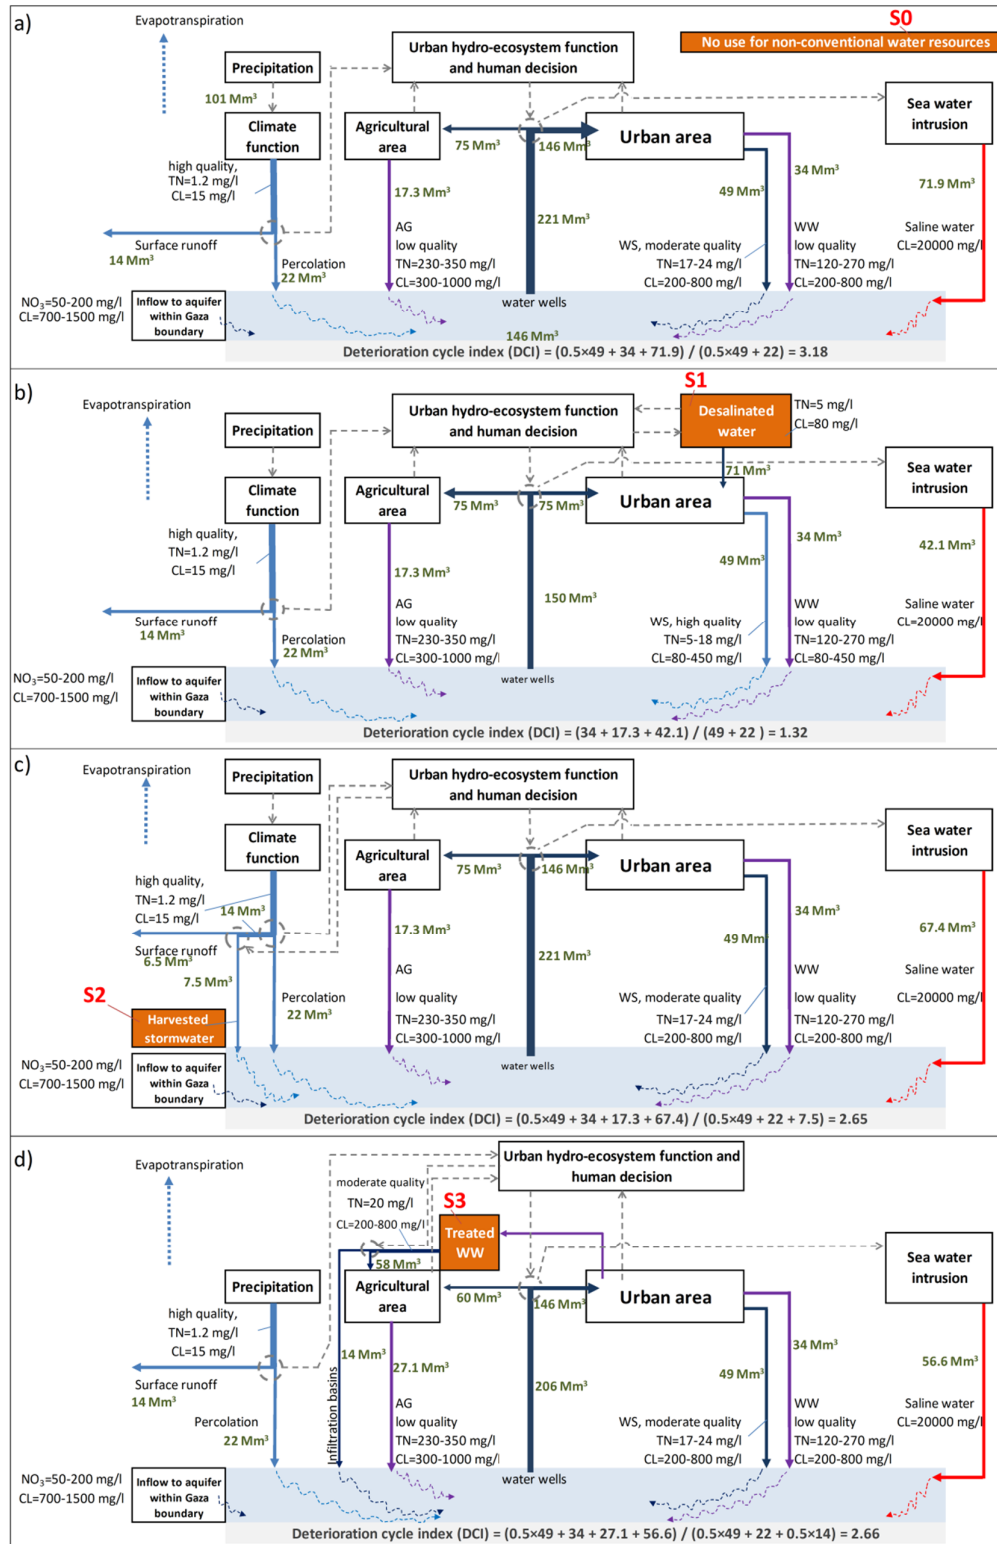 a)
Evapotranspiration
S0
No use for non-conventional water resources
Urban hydro-ecosystem function
and human decision
Precipitation
101 Mm³
Climate
function
Agricultural
area
75 Mm³
146 Mm³
Urban area
Sea water
intrusion
high quality,
TN=1.2 mg/l
CL=15 mg/l
17.3 Mm³
221 Mm³
49 Mm³
34 Mm³
71.9 Mm³
Surface runoff
14 Mm³
Percolation
22 Mm³
AG
low quality
TN=230-350 mg/l
CL=300-1000 mg/l
WS, moderate quality
TN=17-24 mg/l
CL=200-800 mg/l
WW
low quality
TN=120-270 mg/l
CL=200-800 mg/l
Saline water
CL=20000 mg/l
NO₃=50-200 mg/l
CL=700-1500 mg/l
Inflow to aquifer
within Gaza
boundary
water wells
146 Mm³
Deterioration cycle index (DCI) = (0.5×49 + 34 + 71.9) / (0.5×49 + 22) = 3.18
b)
Evapotranspiration
S1
Urban hydro-ecosystem function
and human decision
Desalinated
water
TN=5 mg/l
CL=80 mg/l
Precipitation
71 Mm³
Climate
function
Agricultural
area
75 Mm³
75 Mm³
Urban area
Sea water
intrusion
high quality,
TN=1.2 mg/l
CL=15 mg/l
17.3 Mm³
150 Mm³
49 Mm³
34 Mm³
42.1 Mm³
Surface runoff
14 Mm³
Percolation
22 Mm³
AG
low quality
TN=230-350 mg/l
CL=300-1000 mg/l
WS, high quality
TN=5-18 mg/l
CL=80-450 mg/l
WW
low quality
TN=120-270 mg/l
CL=80-450 mg/l
Saline water
CL=20000 mg/l
NO₃=50-200 mg/l
CL=700-1500 mg/l
Inflow to aquifer
within Gaza
boundary
water wells
Deterioration cycle index (DCI) = (34 + 17.3 + 42.1) / (49 + 22 ) = 1.32
c)
Evapotranspiration
Precipitation
Urban hydro-ecosystem function
and human decision
Climate
function
Agricultural
area
75 Mm³
146 Mm³
Urban area
Sea water
intrusion
high quality,
TN=1.2 mg/l
CL=15 mg/l
14 Mm³
17.3 Mm³
221 Mm³
49 Mm
34 Mm³
67.4 Mm³
Surface runoff
6.5 Mm³
7.5 Mm³
S2
Harvested
stormwater
Percolation
22 Mm³
AG
low quality
TN=230-350 mg/l
CL=300-1000 mg/l
WS, moderate quality
TN=17-24 mg/l
CL=200-800 mg/l
WW
low quality
TN=120-270 mg/l
CL=200-800 mg/l
Saline water
CL=20000 mg/l
NO₃=50-200 mg/l
CL=700-1500 mg/l
Inflow to aquifer
within Gaza
boundary
water wells
Deterioration cycle index (DCI) = (0.5×49 + 34 + 17.3 + 67.4) / (0.5×49 + 22 + 7.5) = 2.65
d)
Evapotranspiration
Urban hydro-ecosystem function and
human decision
moderate quality
TN=20 mg/l
CL=200-800 mg/l
S3
Treated
WW
58 Mm³
Precipitation
Agricultural
area
60 Mm³
146 Mm³
Urban area
Sea water
intrusion
high quality,
TN=1.2 mg/l
CL=15 mg/l
14 Mm³
27.1 Mm³
206 Mm³
49 Mm³
34 Mm³
56.6 Mm³
Surface runoff
14 Mm³
Percolation
22 Mm³
Infiltration basins
AG
low quality
TN=230-350 mg/l
CL=300-1000 mg/l
WS, moderate quality
TN=17-24 mg/l
CL=200-800 mg/l
WW
low quality
TN=120-270 mg/l
CL=200-800 mg/l
Saline water
CL=20000 mg/l
NO₃=50-200 mg/l
CL=700-1500 mg/l
Inflow to aquifer
within Gaza
boundary
water wells
Deterioration cycle index (DCI) = (0.5×49 + 34 + 27.1 + 56.6) / (0.5×49 + 22 + 0.5×14) = 2.66